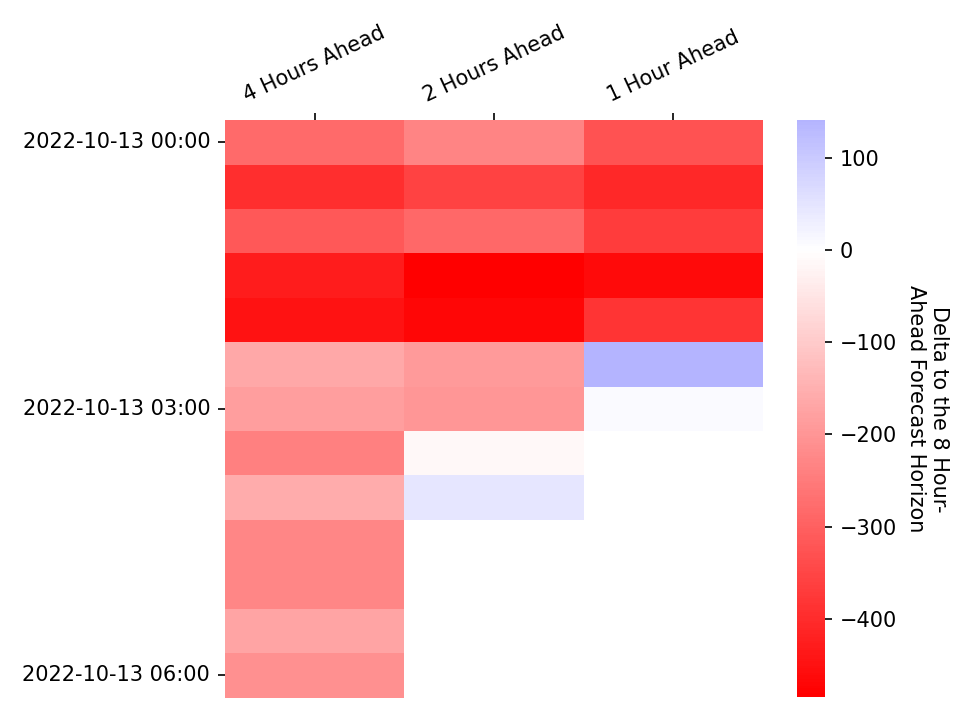 4 Hours Ahead
2 Hours Ahead
1 Hour Ahead
2022-10-13 00:00
2022-10-13 03:00
2022-10-13 06:00
100
0
−100
−200
−300
−400
Delta to the 8 Hour-
Ahead Forecast Horizon